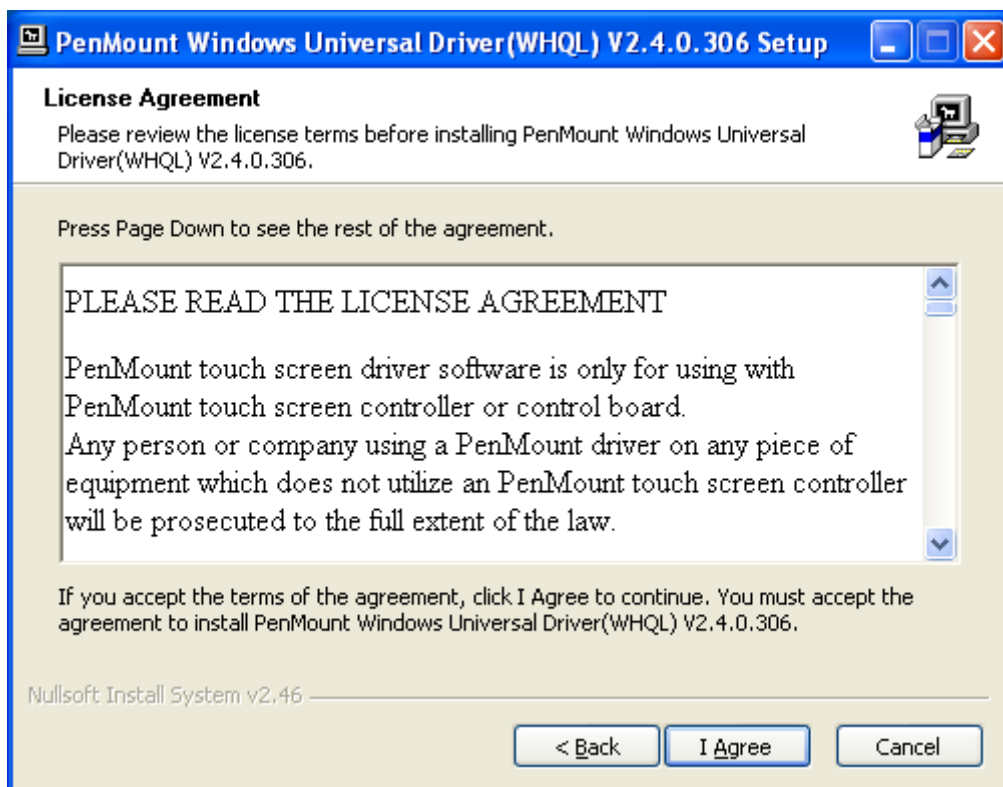 PenMount Windows Universal Driver(WHQL) V2.4.0.306 Setup
License Agreement
Please review the license terms before installing PenMount Windows Universal
Driver(WHQL) V2.4.0.306.
Press Page Down to see the rest of the agreement.
PLEASE READ THE LICENSE AGREEMENT
PenMount touch screen driver software is only for using with
PenMount touch screen controller or control board.
Any person or company using a PenMount driver on any piece of
equipment which does not utilize an PenMount touch screen controller
will be prosecuted to the full extent of the law.
If you accept the terms of the agreement, click I Agree to continue. You must accept the
agreement to install PenMount Windows Universal Driver(WHQL) V2.4.0.306.
Nullsoft Install System v2.46
< Back
I Agree
Cancel